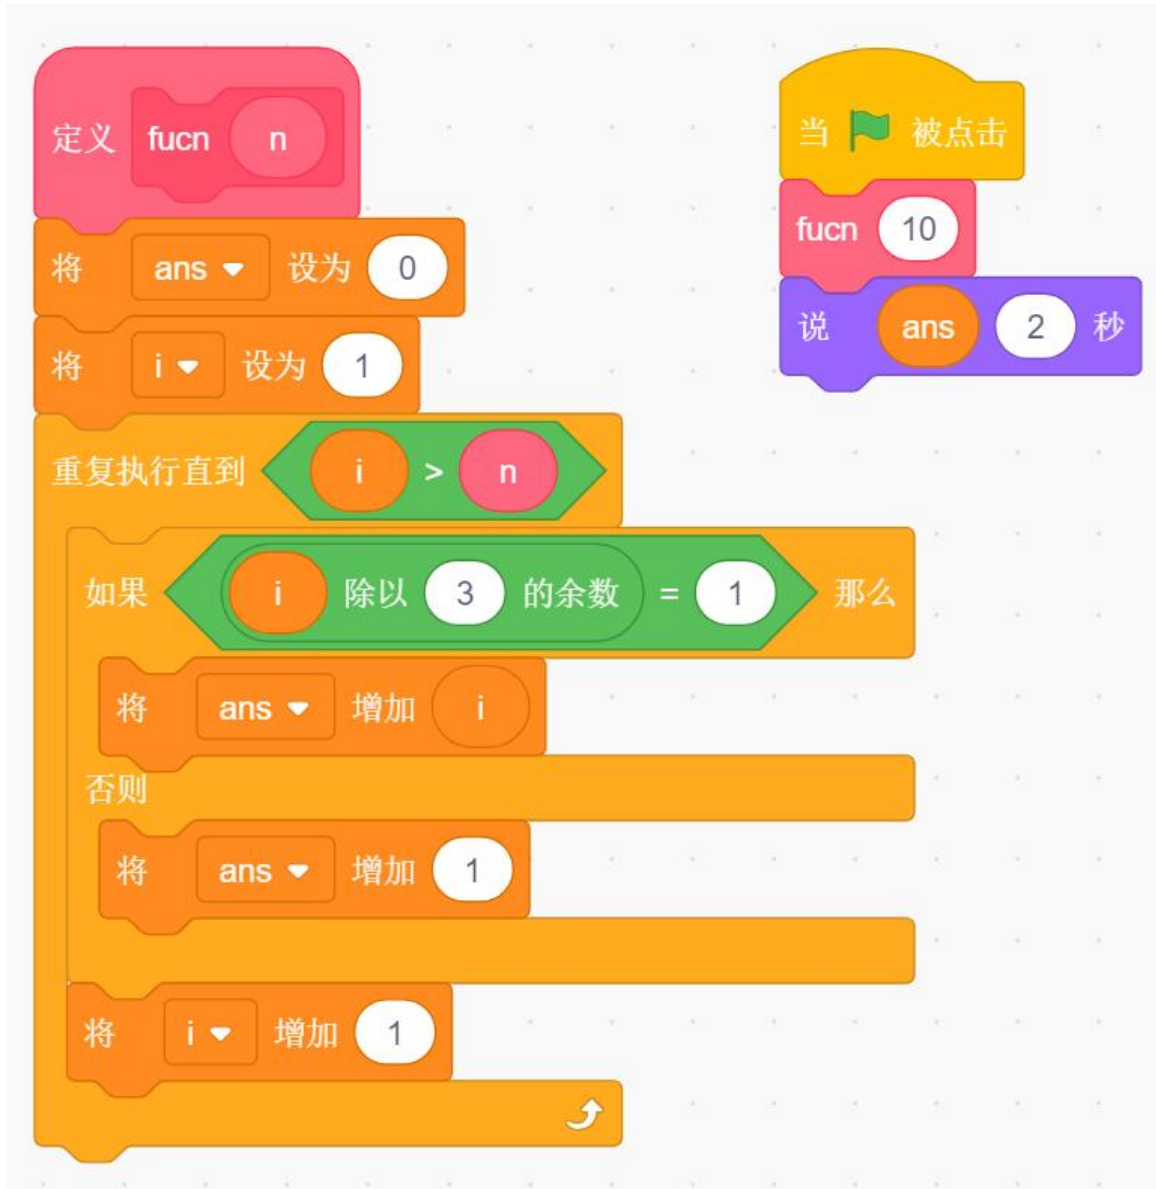 定义 fucn n
将 ans 设为 0
将 i 设为 1
重复执行直到 i > n
如果 i 除以 3 的余数 = 1 那么
将 ans 增加 i
否则
将 ans 增加 1
将 i 增加 1
当 被点击
fucn 10
说 ans 2 秒